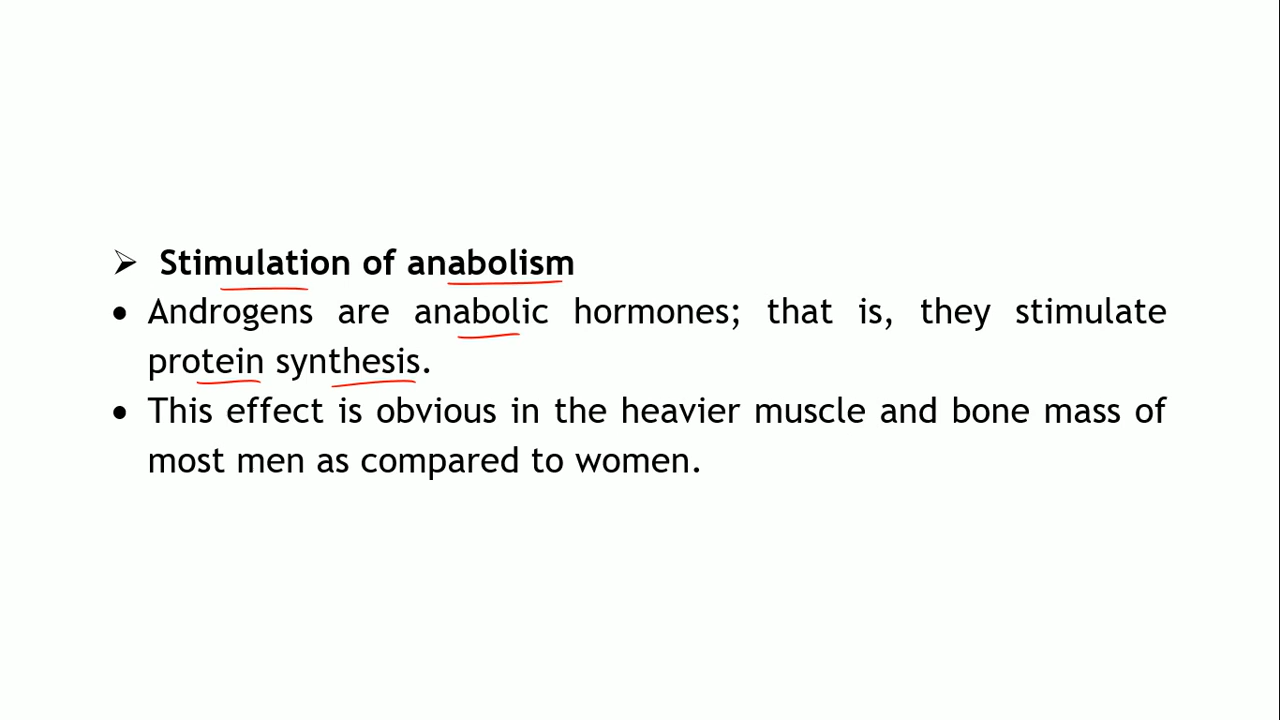 ➢ Stimulation of anabolism
• Androgens are anabolic hormones; that is, they stimulate
protein synthesis.
• This effect is obvious in the heavier muscle and bone mass of
most men as compared to women.